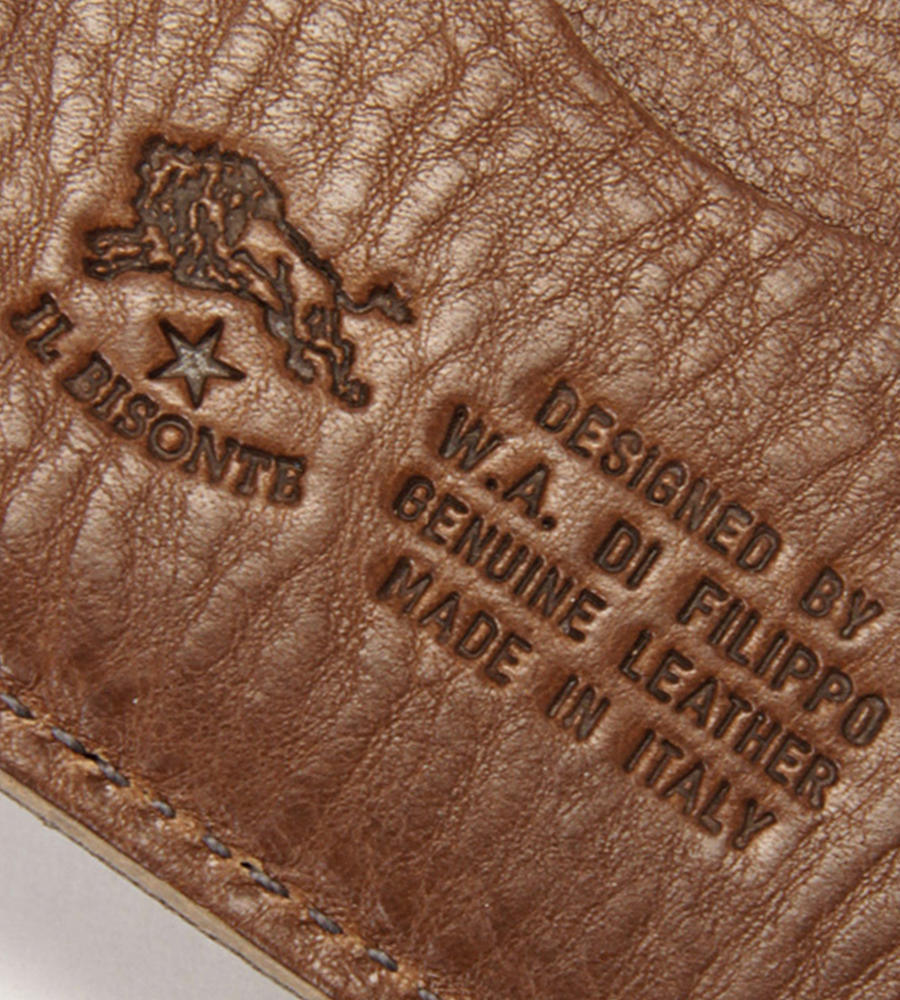 IL BISONTE
DESIGNED BY
W.A. DI FILIPPO
GENUINE LEATHER
MADE IN ITALY